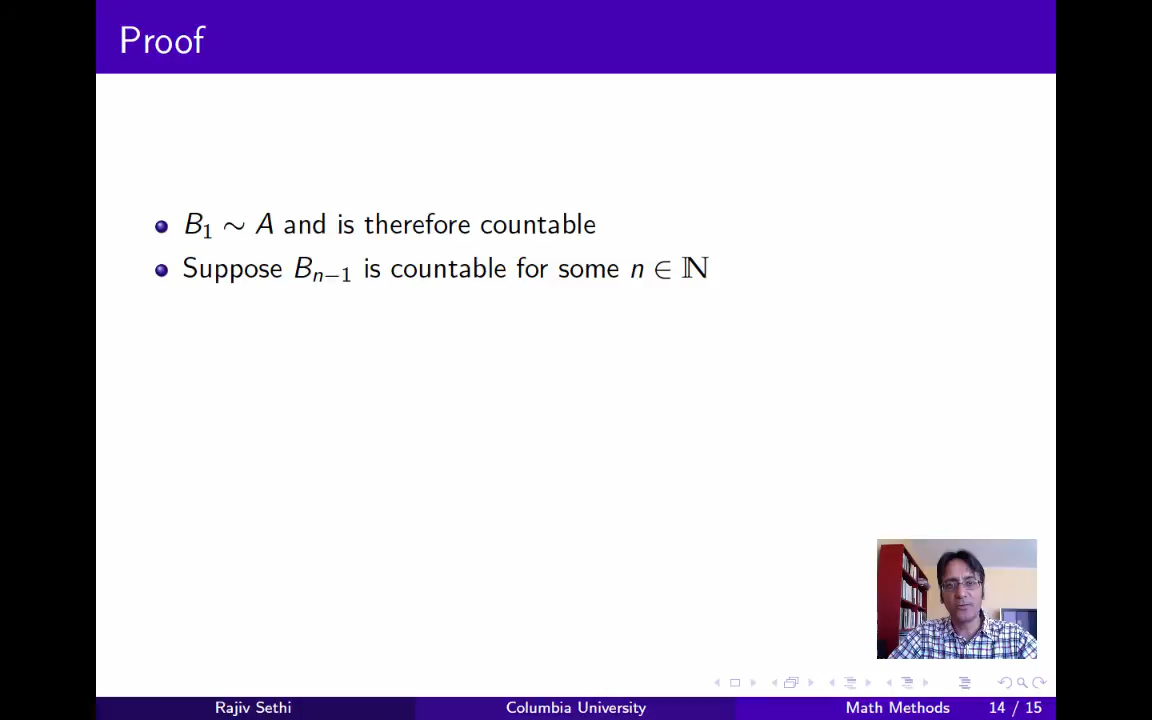 Proof
B₁ ∼ A and is therefore countable
Suppose Bₙ₋₁ is countable for some n ∈ ℕ
Rajiv Sethi Columbia University Math Methods 14 / 15